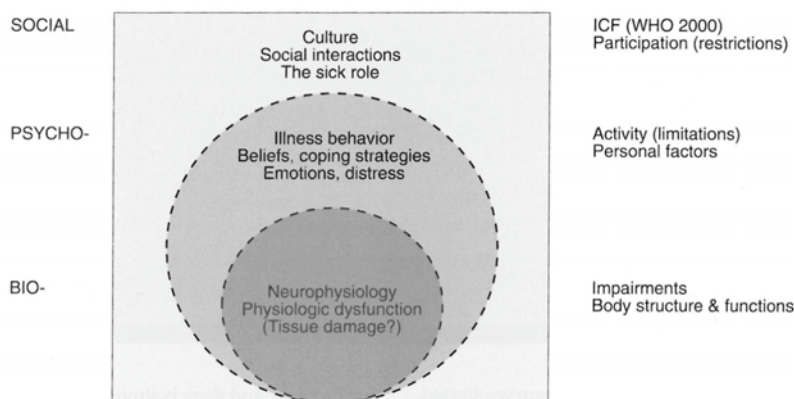 SOCIAL
Culture
Social interactions
The sick role
ICF (WHO 2000)
Participation (restrictions)
PSYCHO-
Illness behavior
Beliefs, coping strategies
Emotions, distress
Activity (limitations)
Personal factors
BIO-
Neurophysiology
Physiologic dysfunction
(Tissue damage?)
Impairments
Body structure & functions